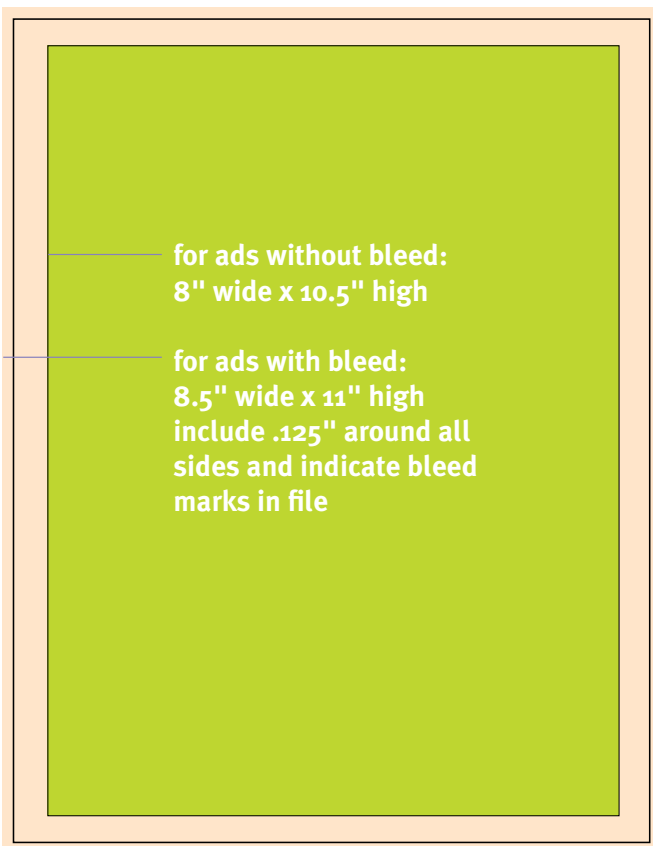 for ads without bleed:
8" wide x 10.5" high
for ads with bleed:
8.5" wide x 11" high
include .125" around all
sides and indicate bleed
marks in file